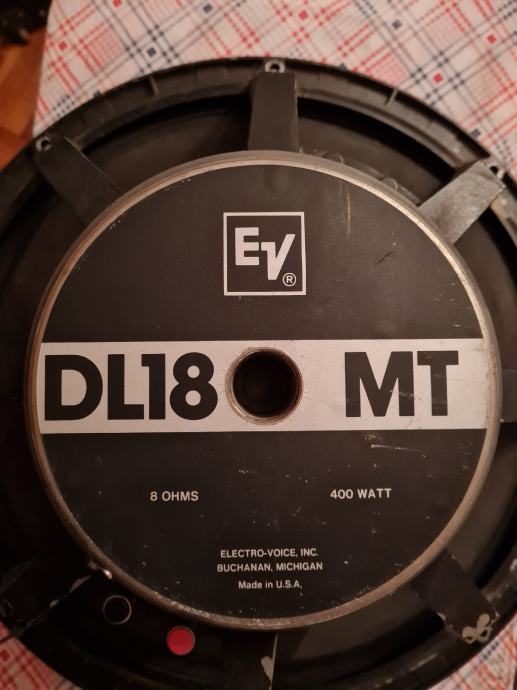 EV®
DL18 MT
8 OHMS 400 WATT
ELECTRO-VOICE, INC.
BUCHANAN, MICHIGAN
Made in U.S.A.